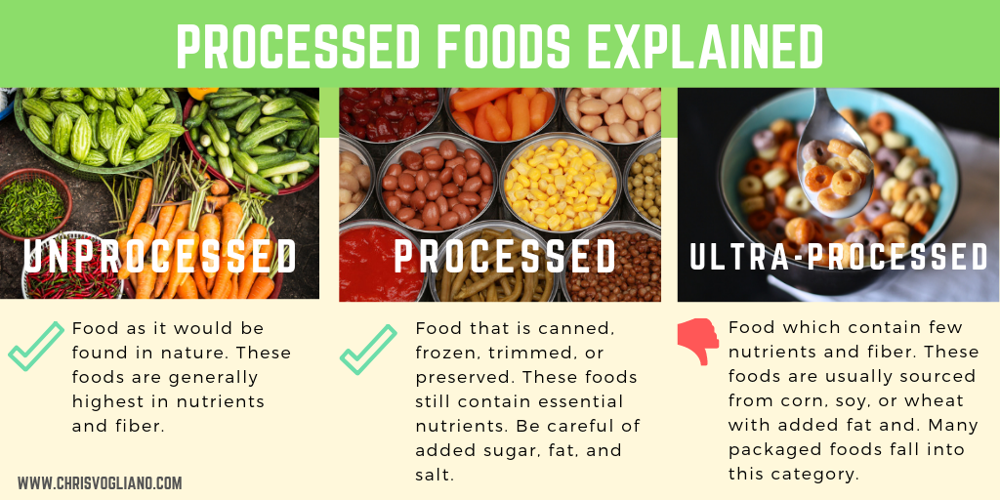 PROCESSED FOODS EXPLAINED
UNPROCESSED
Food as it would be
found in nature. These
foods are generally
highest in nutrients
and fiber.
PROCESSED
Food that is canned,
frozen, trimmed, or
preserved. These foods
still contain essential
nutrients. Be careful of
added sugar, fat, and
salt.
ULTRA-PROCESSED
Food which contain few
nutrients and fiber. These
foods are usually sourced
from corn, soy, or wheat
with added fat and. Many
packaged foods fall into
this category.
WWW.CHRISVOGLIANO.COM